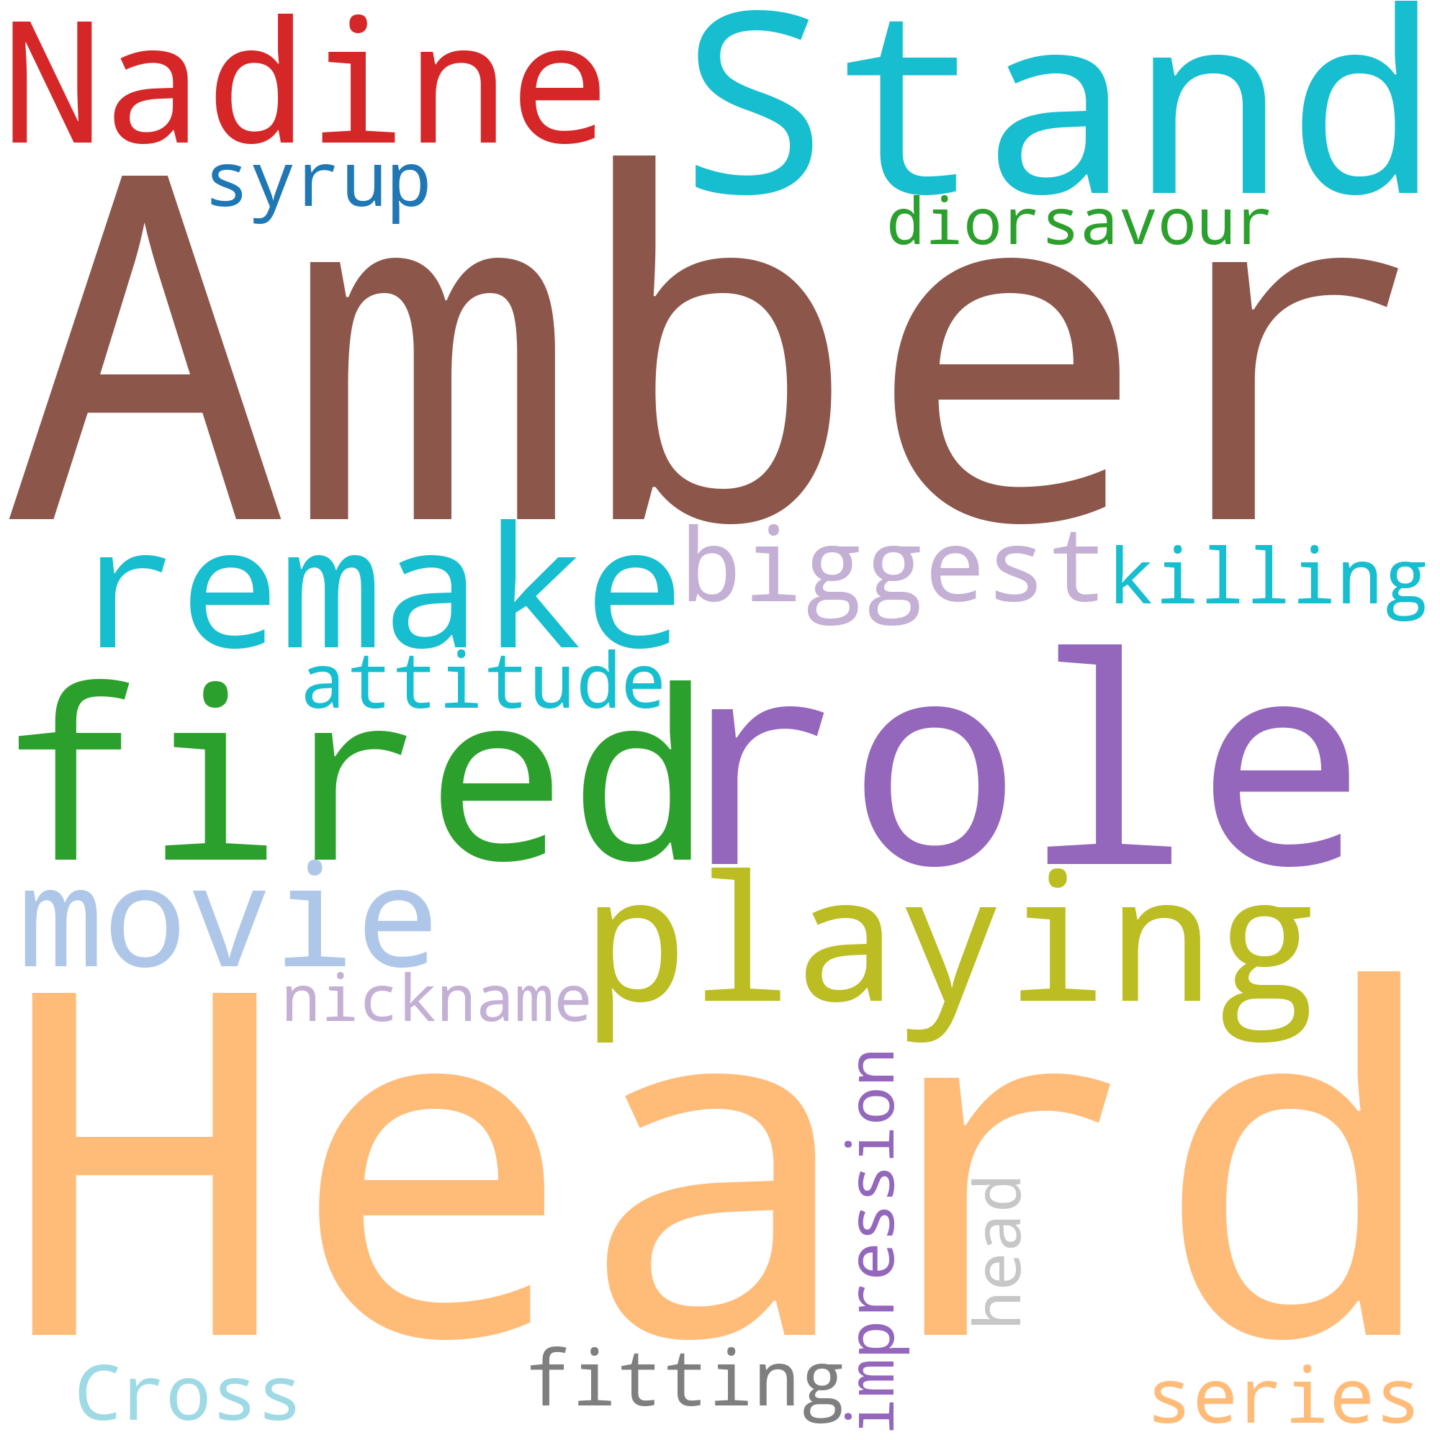 Nadine
Stand
syrup
diorsavour
Amber
remake
biggest
killing
attitude
fired
role
movie
playing
nickname
Heard
impression
head
Cross
fitting
series